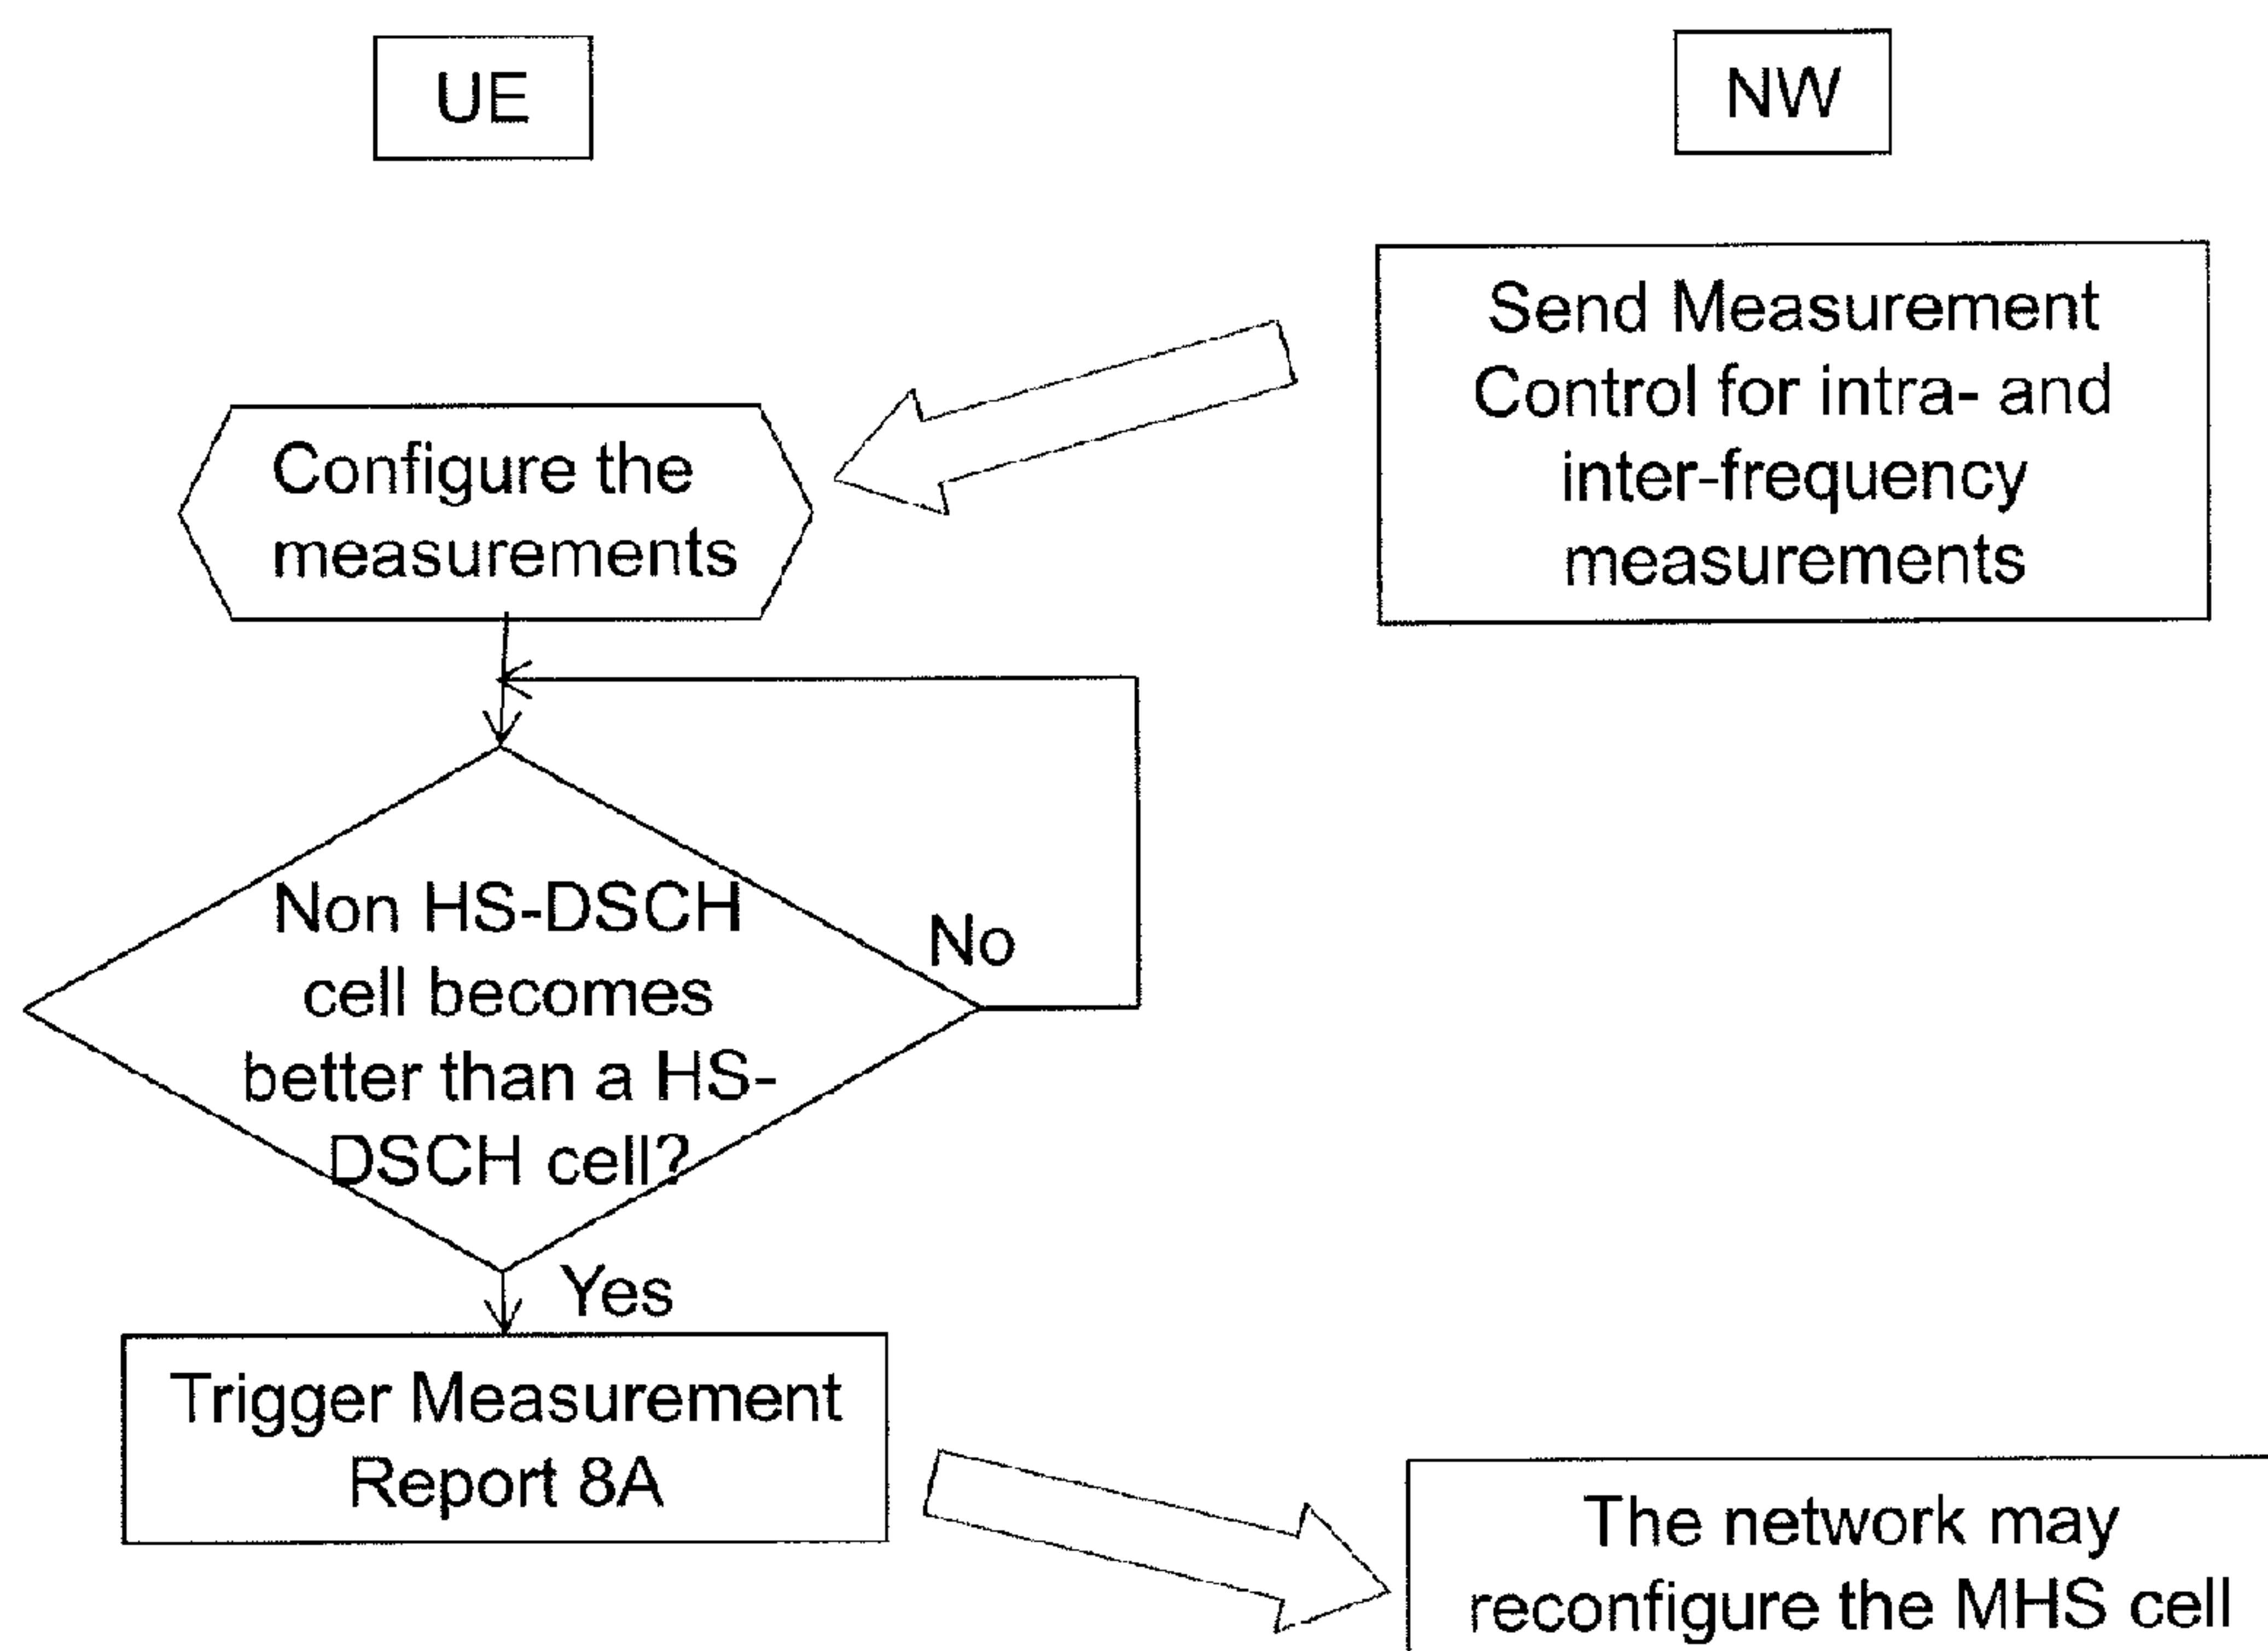 UE
NW
Send Measurement
Control for intra- and
inter-frequency
measurements
Configure the
measurements
Non HS-DSCH
cell becomes
better than a HS-
DSCH cell?
No
Yes
Trigger Measurement
Report 8A
The network may
reconfigure the MHS cell